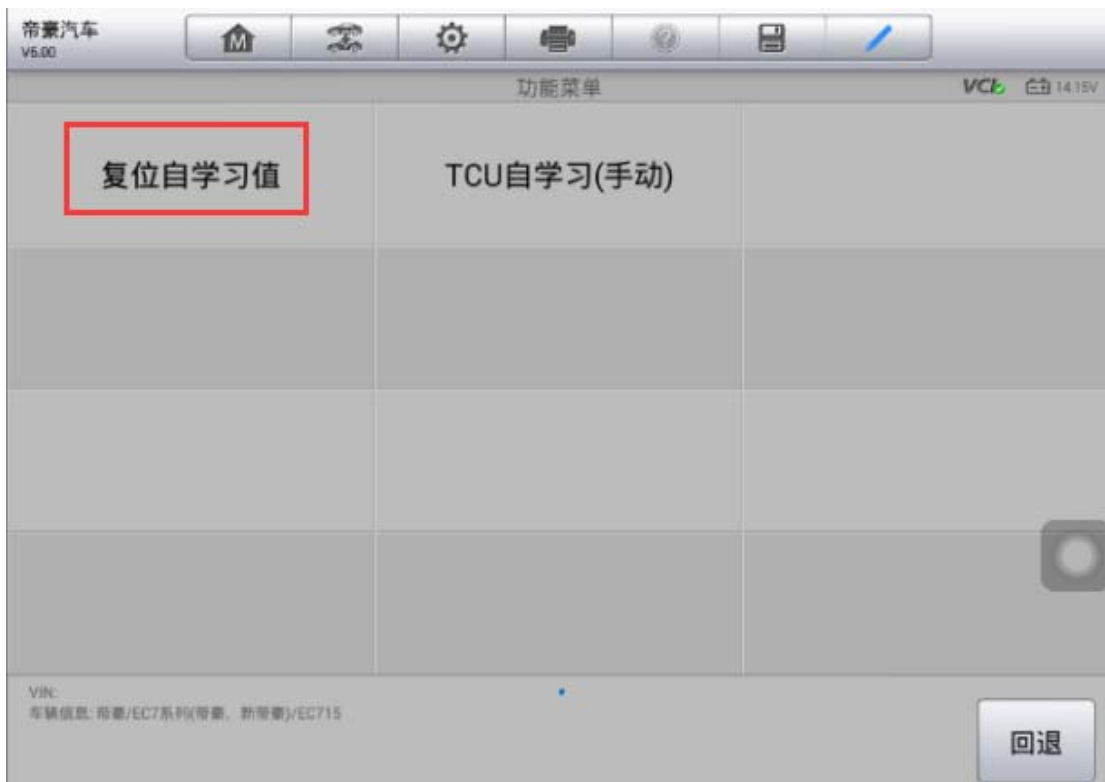 帝豪汽车
V5.00
M
功能菜单
VCI
14.15V
复位自学习值
TCU自学习(手动)
VIN:
车辆信息: 帝豪/EC7系列(帝豪、新帝豪)/EC715
回退